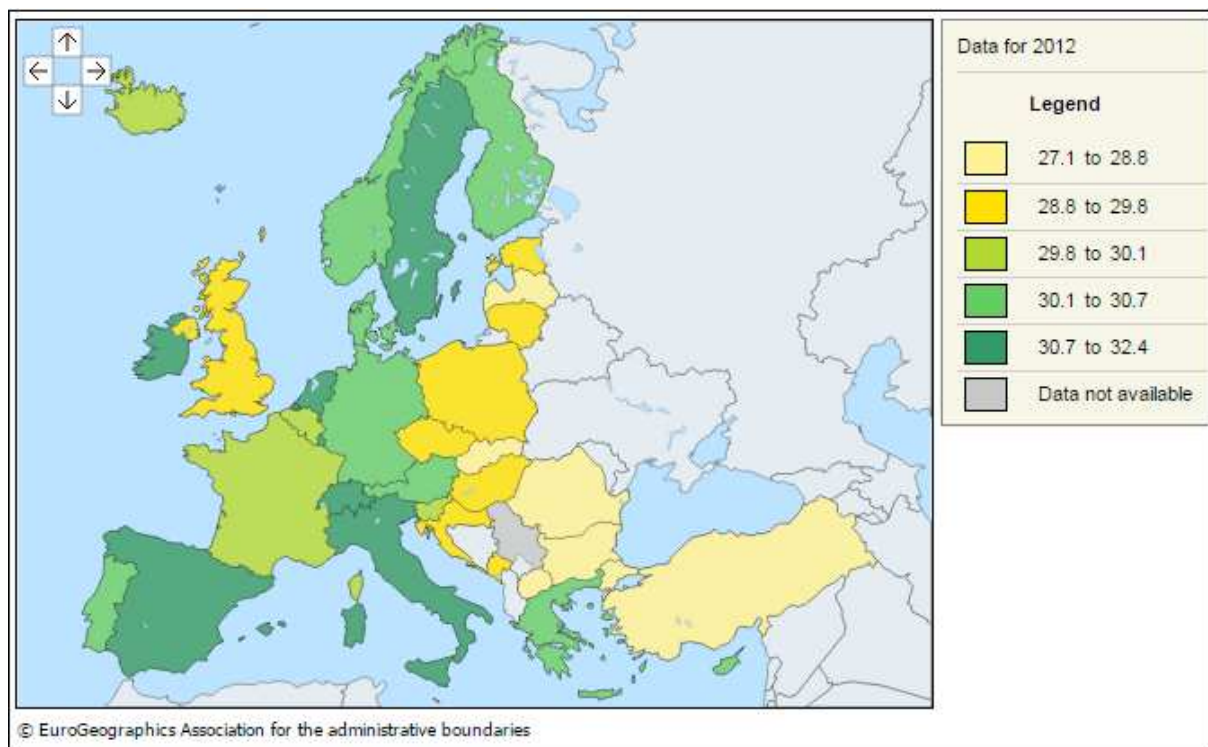 Data for 2012
Legend
27.1 to 28.8
28.8 to 29.8
29.8 to 30.1
30.1 to 30.7
30.7 to 32.4
Data not available
© EuroGeographics Association for the administrative boundaries